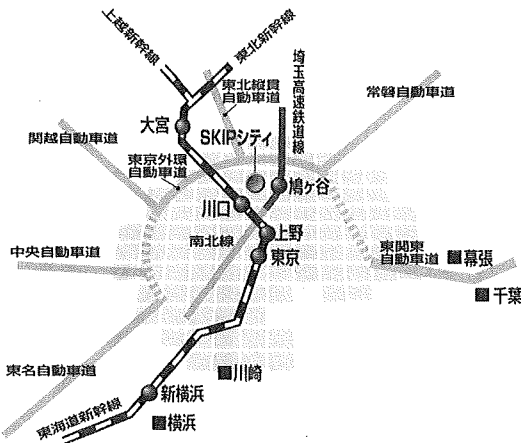 上越新幹線
東北新幹線
埼玉高速鉄道線
東北縦貫
自動車道
常磐自動車道
大宮
SKIPシティ
関越自動車道
東京外環
自動車道
鳩ヶ谷
川口
上野
南北線
中央自動車道
東京
東関東
自動車道
幕張
千葉
東名自動車道
川崎
新横浜
東海道新幹線
横浜